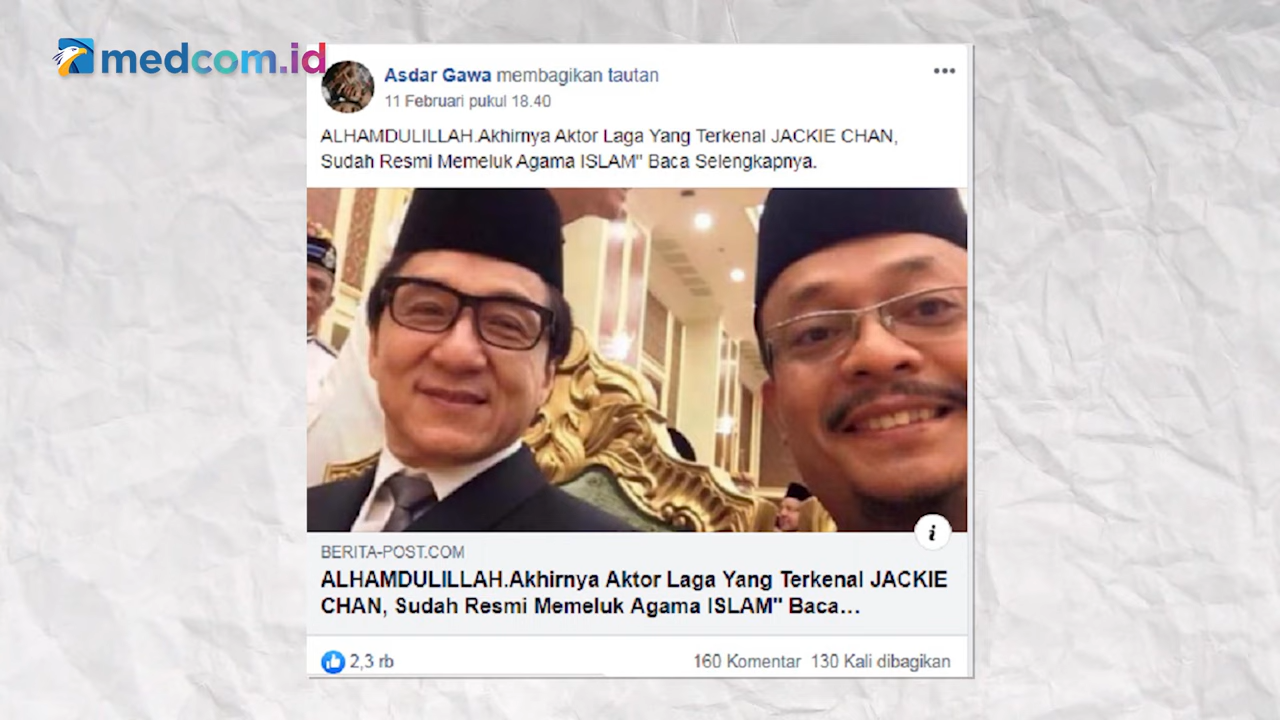 medcom.id
Asdar Gawa membagikan tautan
11 Februari pukul 18.40
ALHAMDULILLAH.Akhirnya Aktor Laga Yang Terkenal JACKIE CHAN,
Sudah Resmi Memeluk Agama ISLAM" Baca Selengkapnya.
BERITA-POST.COM
ALHAMDULILLAH.Akhirnya Aktor Laga Yang Terkenal JACKIE
CHAN, Sudah Resmi Memeluk Agama ISLAM" Baca...
2,3 rb
160 Komentar 130 Kali dibagikan